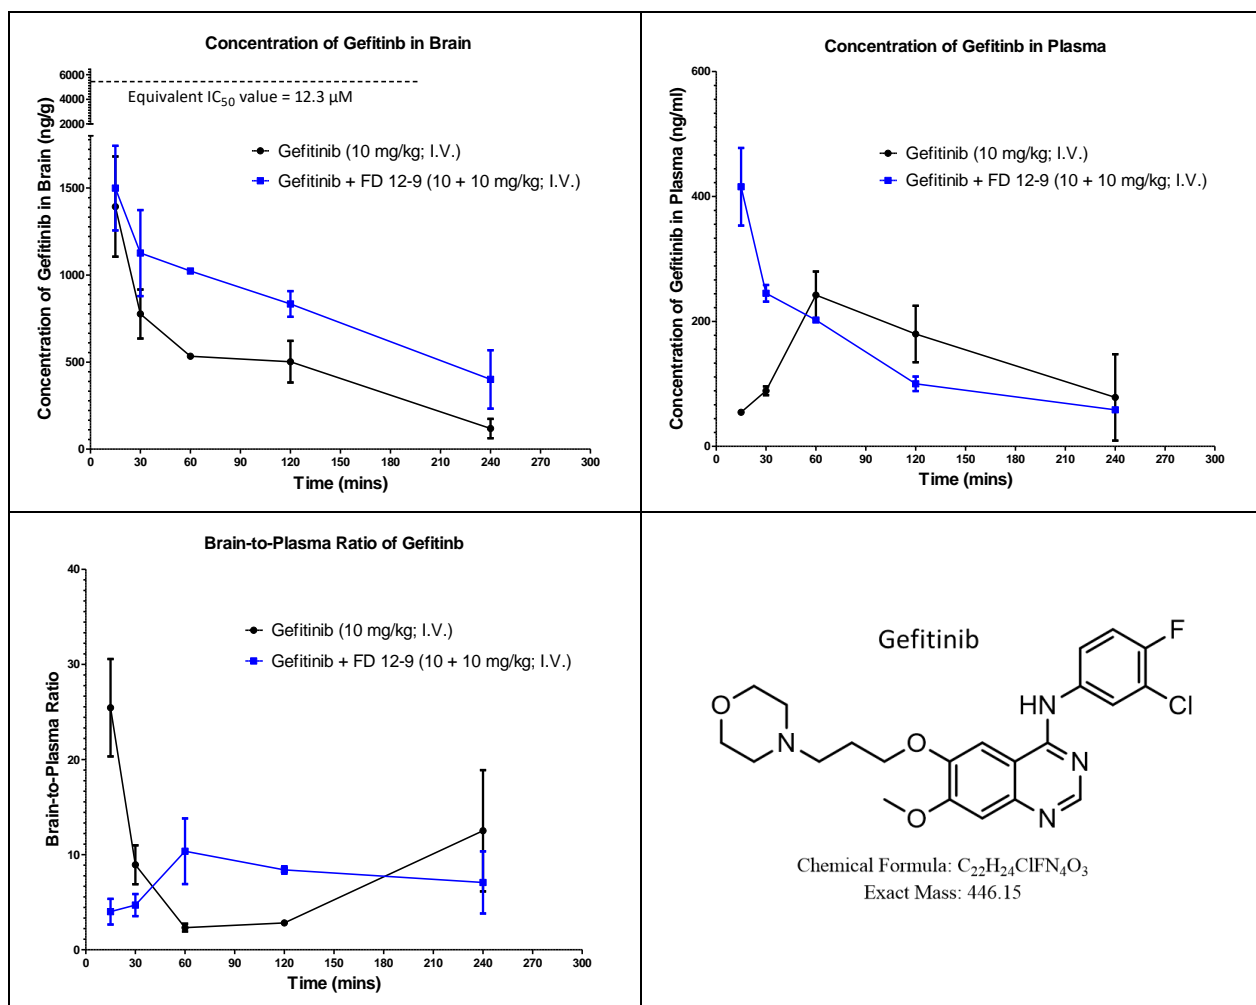 Concentration of Gefitinb in Brain
Concentration of Gefitinib in Brain (ng/g)
6000
4000
2000
1500
1000
500
0
Equivalent IC50 value = 12.3 µM
Gefitinib (10 mg/kg; I.V.)
Gefitinib + FD 12-9 (10 + 10 mg/kg; I.V.)
0 30 60 90 120 150 180 210 240 270 300
Time (mins)
Concentration of Gefitinb in Plasma
Concentration of Gefitinib in Plasma (ng/ml)
600
400
200
0
Gefitinib (10 mg/kg; I.V.)
Gefitinib + FD 12-9 (10 + 10 mg/kg; I.V.)
0 30 60 90 120 150 180 210 240 270 300
Time (mins)
Brain-to-Plasma Ratio of Gefitinb
Brain-to-Plasma Ratio
40
30
20
10
0
Gefitinib (10 mg/kg; I.V.)
Gefitinib + FD 12-9 (10 + 10 mg/kg; I.V.)
0 30 60 90 120 150 180 210 240 270 300
Time (mins)
Gefitinib
F
Cl
HN
O
N
O
N
O
N
Chemical Formula: C22H24ClFN4O3
Exact Mass: 446.15